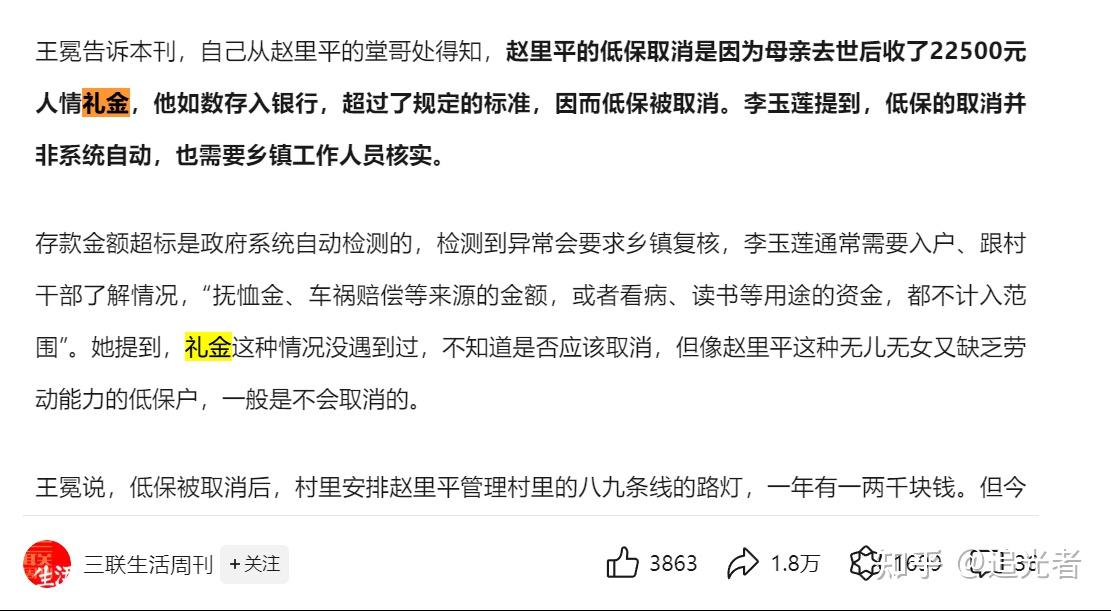 王冕告诉本刊，自己从赵里平的堂哥处得知，赵里平的低保取消是因为母亲去世后收了22500元
人情礼金，他如数存入银行，超过了规定的标准，因而低保被取消。李玉莲提到，低保的取消并
非系统自动，也需要乡镇工作人员核实。
存款金额超标是政府系统自动检测的，检测到异常会要求乡镇复核，李玉莲通常需要入户、跟村
干部了解情况，“抚恤金、车祸赔偿等来源的金额，或者看病、读书等用途的资金，都不计入范
围”。她提到，礼金这种情况没遇到过，不知道是否应该取消，但像赵里平这种无儿无女又缺乏劳
动能力的低保户，一般是不会取消的。
王冕说，低保被取消后，村里安排赵里平管理村里的八九条线的路灯，一年有一两千块钱。但今
三联生活周刊 +关注 3863 1.8万
知乎 @追光者